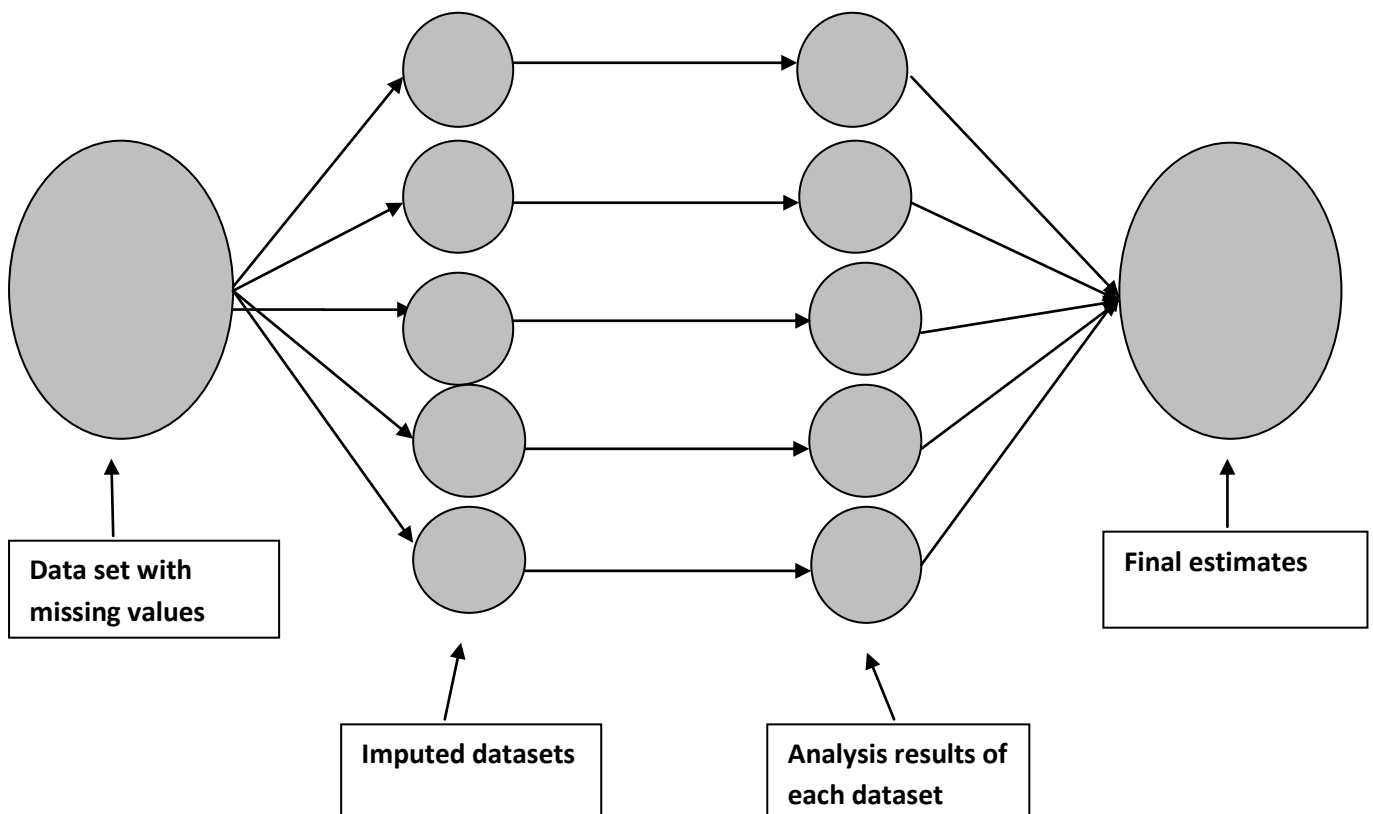 Data set with
missing values
Imputed datasets
Analysis results of
each dataset
Final estimates